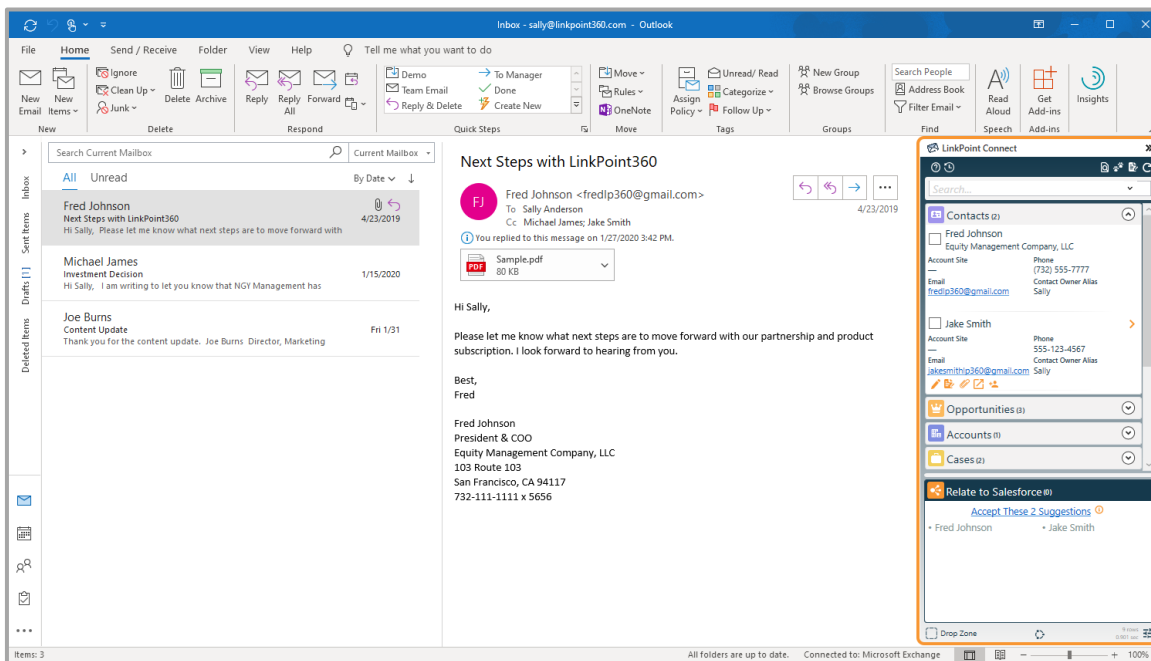 Inbox - sally@linkpoint360.com - Outlook
File Home Send / Receive Folder View Help Tell me what you want to do
New Email
New Items
Ignore
Clean Up
Junk
Delete Archive
Reply
Reply All
Forward
Demo
Team Email
Reply & Delete
To Manager
Done
Create New
Move
Rules
OneNote
Assign Policy
Unread/ Read
Categorize
Follow Up
New Group
Browse Groups
Search People
Address Book
Filter Email
Read Aloud
Get Add-ins
Insights
New Delete Respond Quick Steps Move Tags Groups Find Speech Add-ins
Inbox
Sent Items
Drafts [1]
Deleted Items
Search Current Mailbox Current Mailbox
All Unread By Date
Fred Johnson
Next Steps with LinkPoint360 4/23/2019
Hi Sally, Please let me know what next steps are to move forward with
Michael James
Investment Decision 1/15/2020
Hi Sally, I am writing to let you know that NGY Management has
Joe Burns
Content Update Fri 1/31
Thank you for the content update. Joe Burns Director, Marketing
Next Steps with LinkPoint360
FJ
Fred Johnson <fredlp360@gmail.com>
To Sally Anderson
Cc Michael James; Jake Smith
4/23/2019
You replied to this message on 1/27/2020 3:42 PM.
PDF
Sample.pdf
80 KB
Hi Sally,
Please let me know what next steps are to move forward with our partnership and product
subscription. I look forward to hearing from you.
Best,
Fred
Fred Johnson
President & COO
Equity Management Company, LLC
103 Route 103
San Francisco, CA 94117
732-111-1111 x 5656
LinkPoint Connect
Search...
Contacts (2)
Fred Johnson
Equity Management Company, LLC
Account Site Phone
— (732) 555-7777
Email Contact Owner Alias
fredlp360@gmail.com Sally
Jake Smith
Account Site Phone
— 555-123-4567
Email Contact Owner Alias
jakesmithlp360@gmail.com Sally
Opportunities (3)
Accounts (1)
Cases (2)
Relate to Salesforce (0)
Accept These 2 Suggestions
• Fred Johnson • Jake Smith
Drop Zone
9 rows
0.901 sec
Items: 3 All folders are up to date. Connected to: Microsoft Exchange 100%